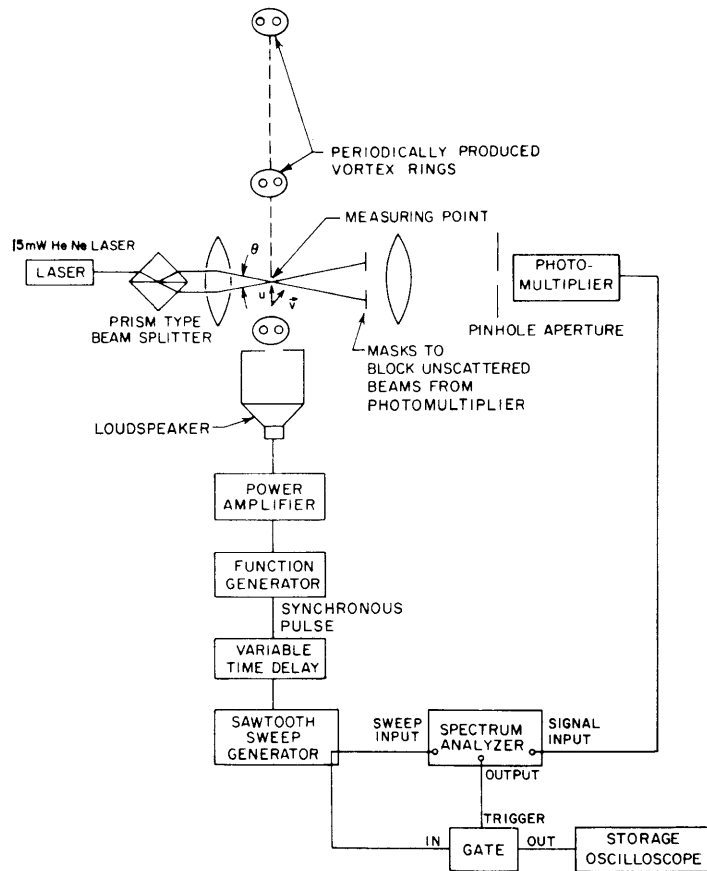 PERIODICALLY PRODUCED
VORTEX RINGS
MEASURING POINT
15mW He Ne LASER
LASER
θ
u
v⃗
PHOTO-
MULTIPLIER
PRISM TYPE
BEAM SPLITTER
PINHOLE APERTURE
MASKS TO
BLOCK UNSCATTERED
BEAMS FROM
PHOTOMULTIPLIER
LOUDSPEAKER
POWER
AMPLIFIER
FUNCTION
GENERATOR
SYNCHRONOUS
PULSE
VARIABLE
TIME DELAY
SAWTOOTH
SWEEP
GENERATOR
SWEEP
INPUT
SPECTRUM
ANALYZER
SIGNAL
INPUT
OUTPUT
TRIGGER
IN
GATE
OUT
STORAGE
OSCILLOSCOPE